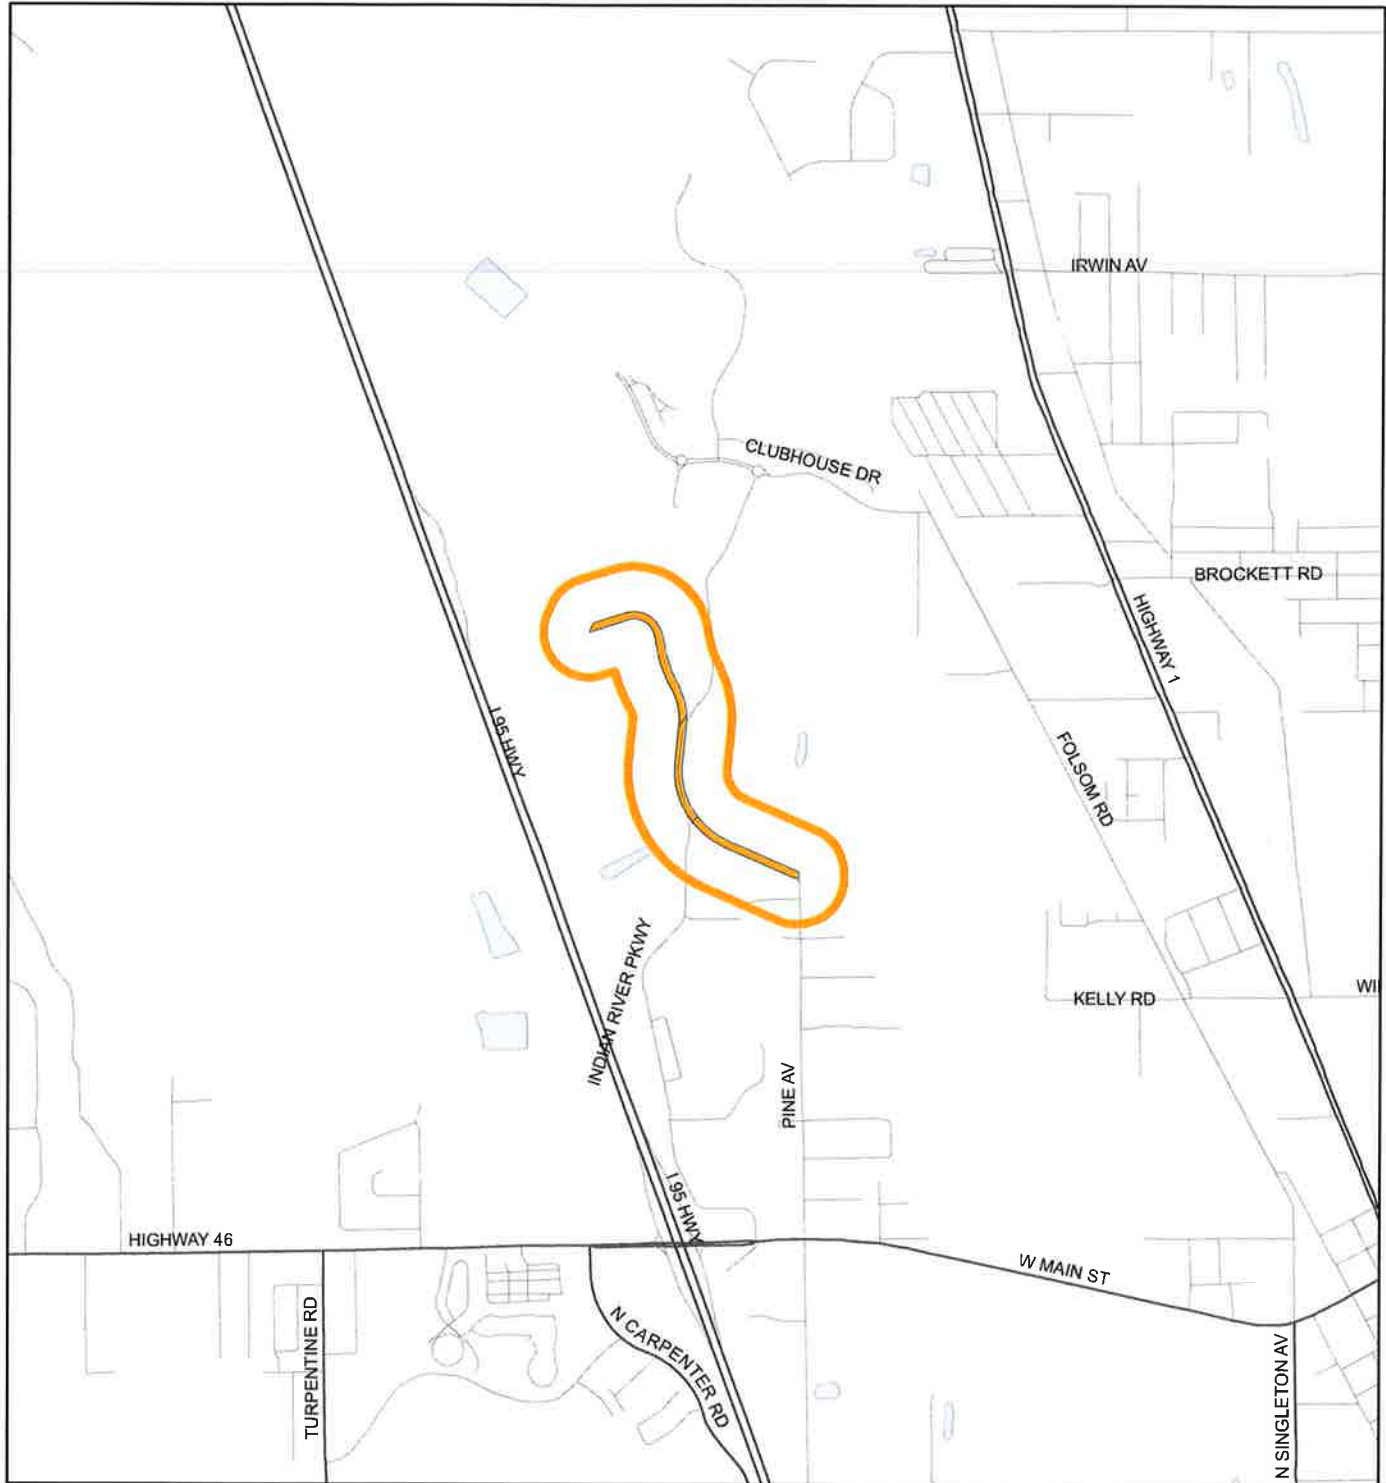 IRWIN AV
CLUBHOUSE DR
BROCKETT RD
HIGHWAY 1
I 95 HWY
FOLSOM RD
INDIAN RIVER PKWY
KELLY RD
WI
PINE AV
I 95 HWY
HIGHWAY 46
W MAIN ST
TURPENTINE RD
N CARPENTER RD
N SINGLETON AV